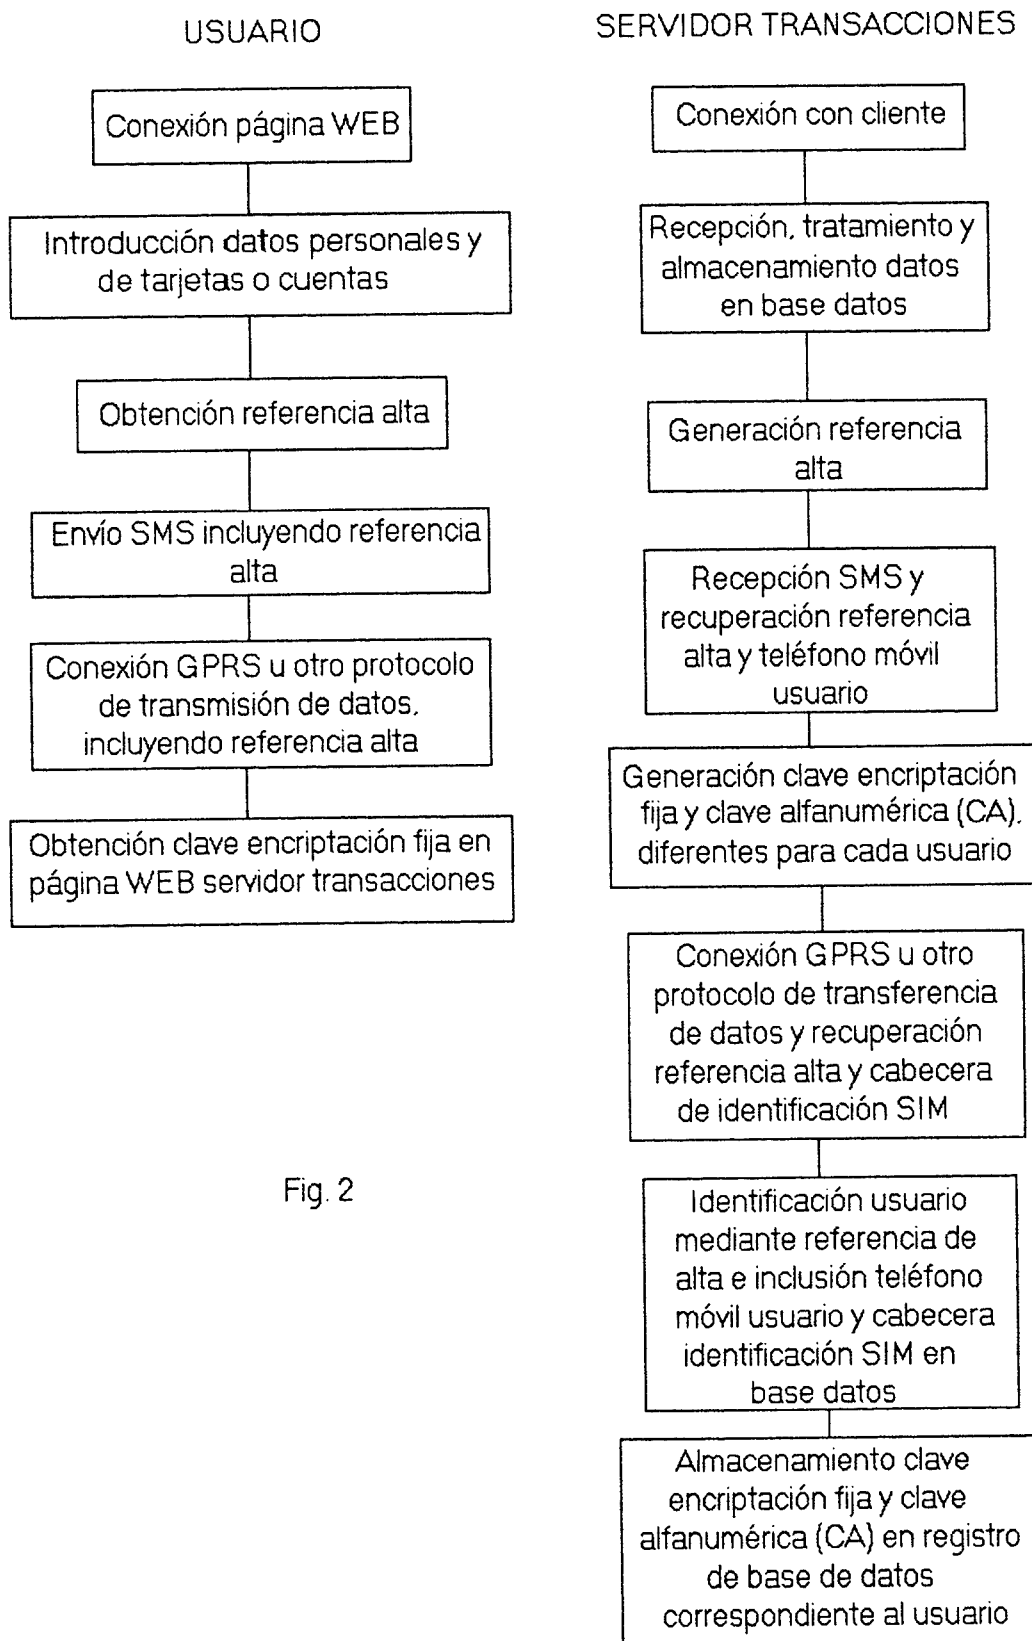 USUARIO
Conexión página WEB
Introducción datos personales y
de tarjetas o cuentas
Obtención referencia alta
Envío SMS incluyendo referencia
alta
Conexión GPRS u otro protocolo
de transmisión de datos,
incluyendo referencia alta
Obtención clave encriptación fija en
página WEB servidor transacciones
SERVIDOR TRANSACCIONES
Conexión con cliente
Recepción, tratamiento y
almacenamiento datos
en base datos
Generación referencia
alta
Recepción SMS y
recuperación referencia
alta y teléfono móvil
usuario
Generación clave encriptación
fija y clave alfanumérica (CA),
diferentes para cada usuario
Conexión GPRS u otro
protocolo de transferencia
de datos y recuperación
referencia alta y cabecera
de identificación SIM
Identificación usuario
mediante referencia de
alta e inclusión teléfono
móvil usuario y cabecera
identificación SIM en
base datos
Almacenamiento clave
encriptación fija y clave
alfanumérica (CA) en registro
de base de datos
correspondiente al usuario
Fig. 2